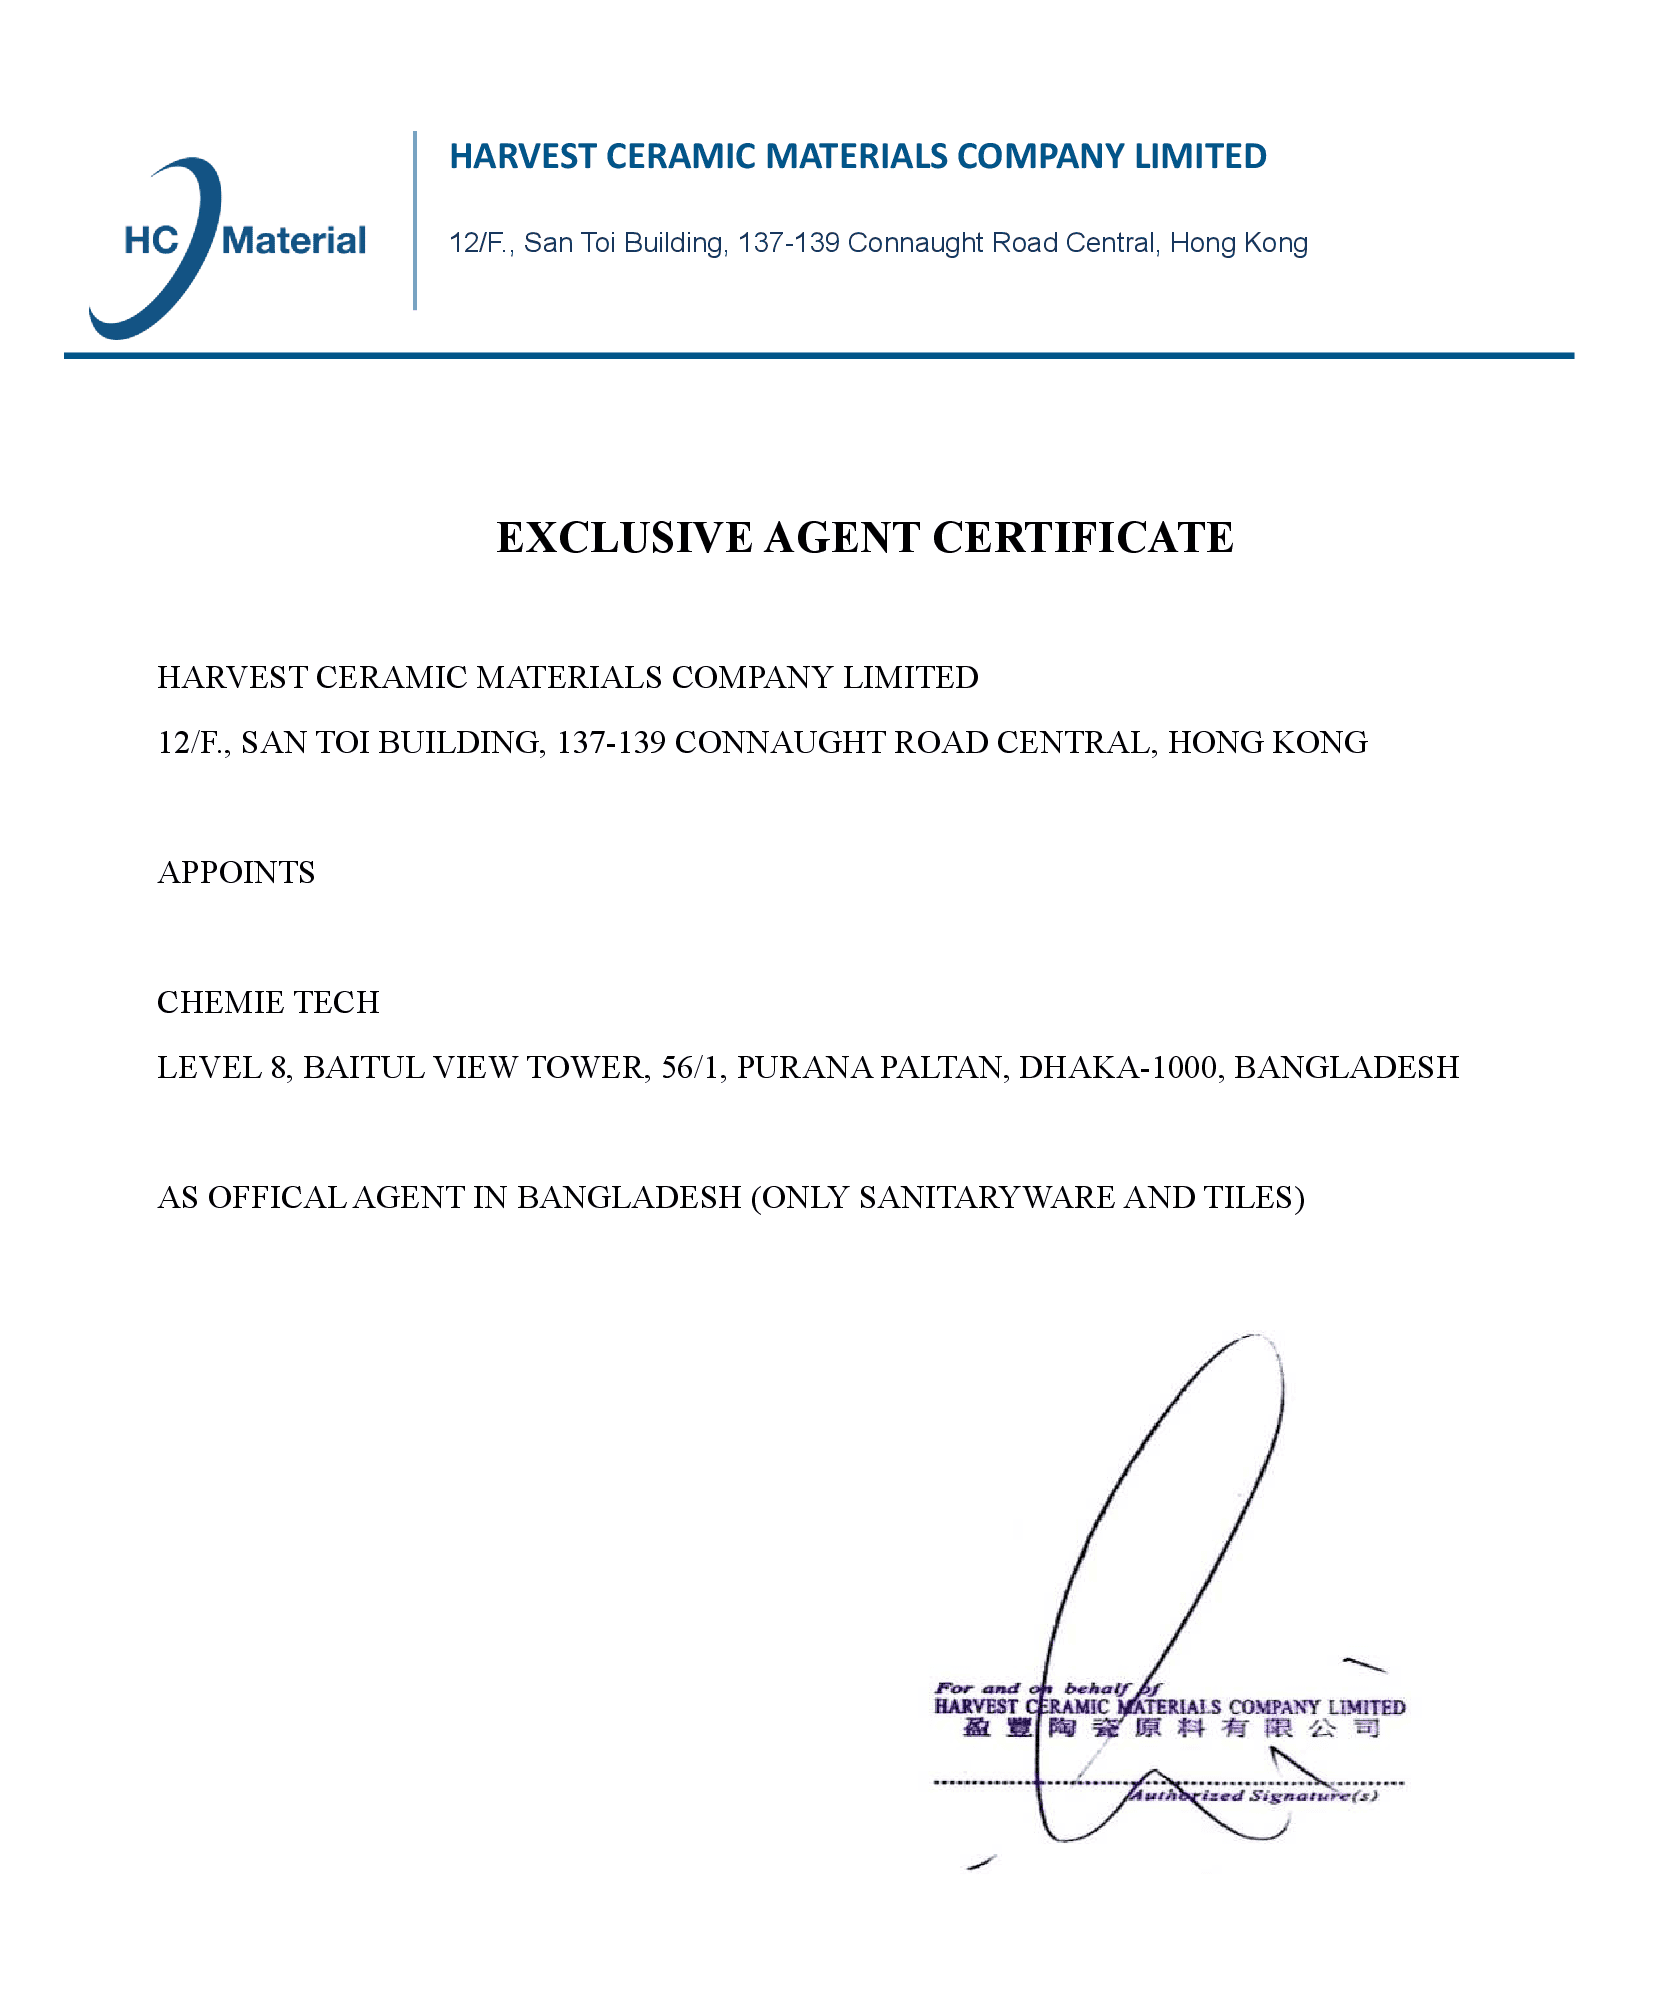 HC Material
HARVEST CERAMIC MATERIALS COMPANY LIMITED
12/F., San Toi Building, 137-139 Connaught Road Central, Hong Kong
EXCLUSIVE AGENT CERTIFICATE
HARVEST CERAMIC MATERIALS COMPANY LIMITED
12/F., SAN TOI BUILDING, 137-139 CONNAUGHT ROAD CENTRAL, HONG KONG
APPOINTS
CHEMIE TECH
LEVEL 8, BAITUL VIEW TOWER, 56/1, PURANA PALTAN, DHAKA-1000, BANGLADESH
AS OFFICAL AGENT IN BANGLADESH (ONLY SANITARYWARE AND TILES)
For and on behalf of
HARVEST CERAMIC MATERIALS COMPANY LIMITED
盈豐陶瓷原料有限公司
Authorized Signature(s)